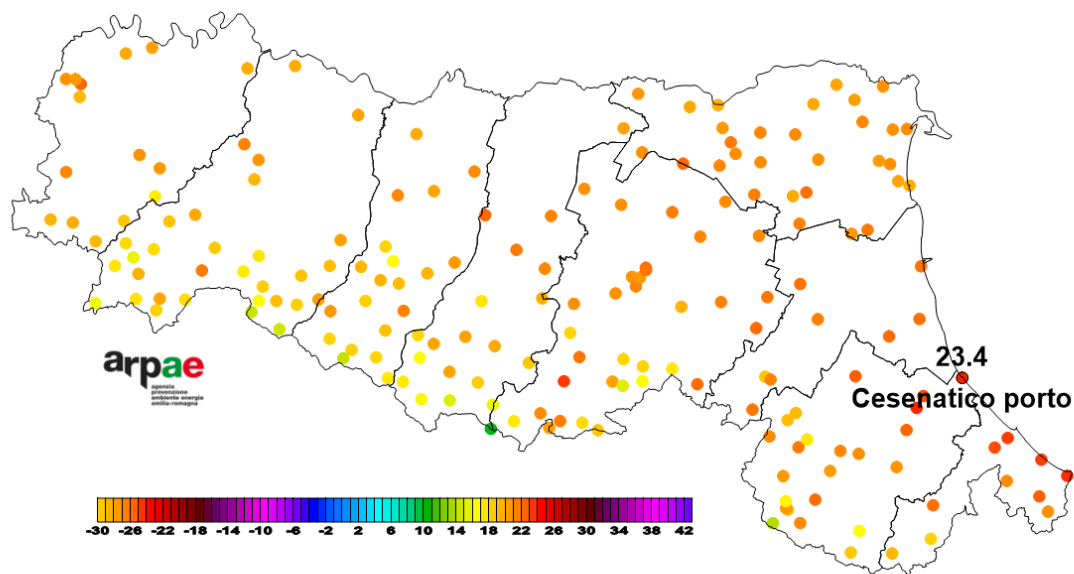 23.4
Cesenatico porto
arpae
agenzia
prevenzione
ambiente energia
emilia-romagna
-30 -26 -22 -18 -14 -10 -6 -2 2 6 10 14 18 22 26 30 34 38 42